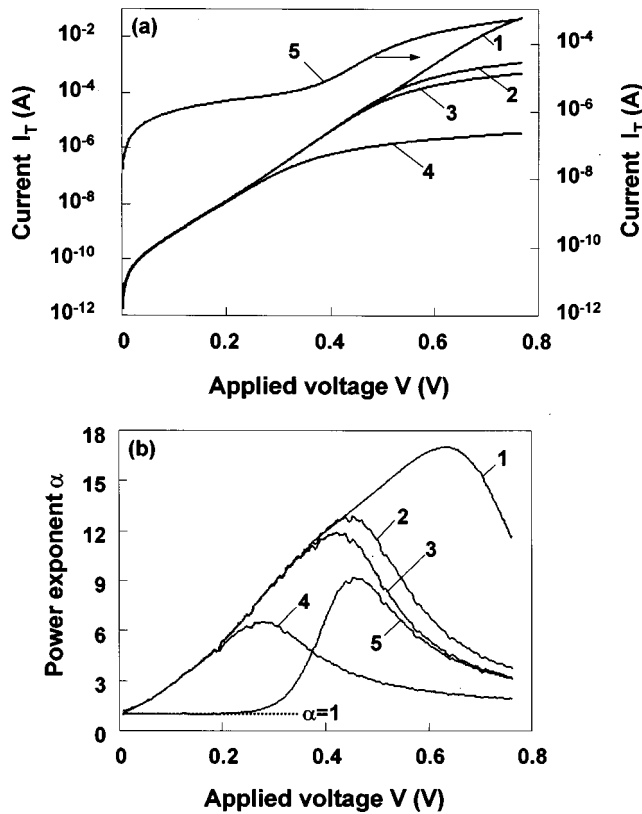 (a)
Current I_T (A)
10^-2
10^-4
10^-6
10^-8
10^-10
10^-12
5
1
2
3
4
10^-4
10^-6
10^-8
10^-10
10^-12
Current I_T (A)
0 0.2 0.4 0.6 0.8
Applied voltage V (V)
(b)
Power exponent α
18
15
12
9
6
3
0
1
2
3
4
5
α=1
0 0.2 0.4 0.6 0.8
Applied voltage V (V)